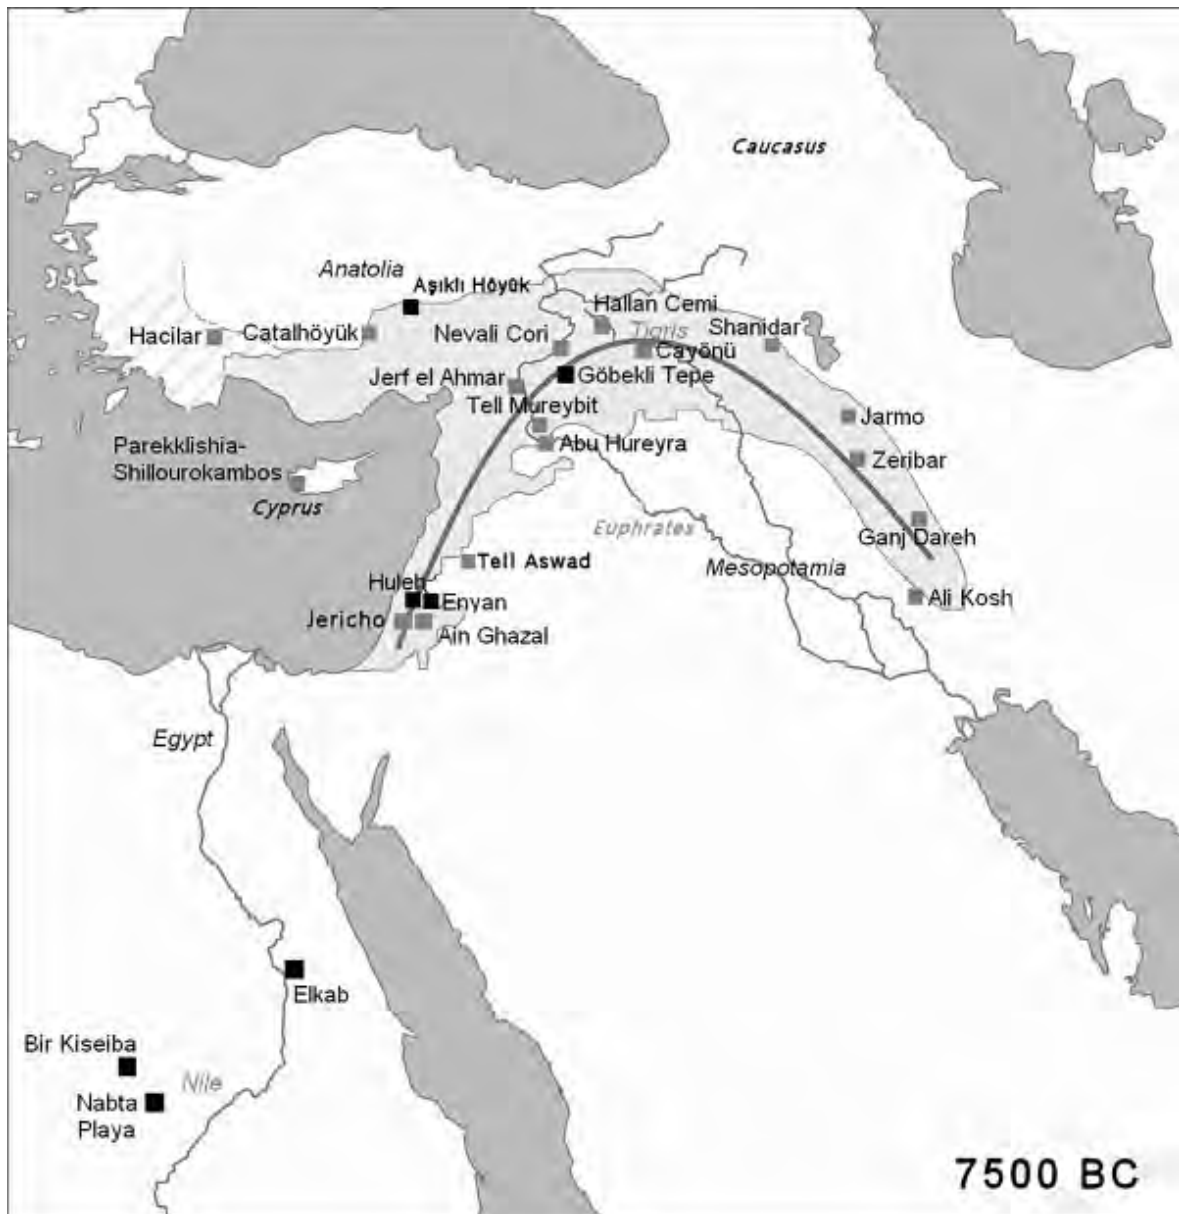 Caucasus
Anatolia
Aşıklı Höyük
Hallan Cemi
Hacilar
Catalhöyük
Nevali Cori
Tigris
Shanidar
Cayönü
Jerf el Ahmar
Göbekli Tepe
Tell Mureybit
Jarmo
Parekklishia-
Shillourokambos
Abu Hureyra
Zeribar
Cyprus
Euphrates
Ganj Dareh
Tell Aswad
Mesopotamia
Huleh
Enyan
Ali Kosh
Jericho
Ain Ghazal
Egypt
Elkab
Bir Kiseiba
Nile
Nabta
Playa
7500 BC